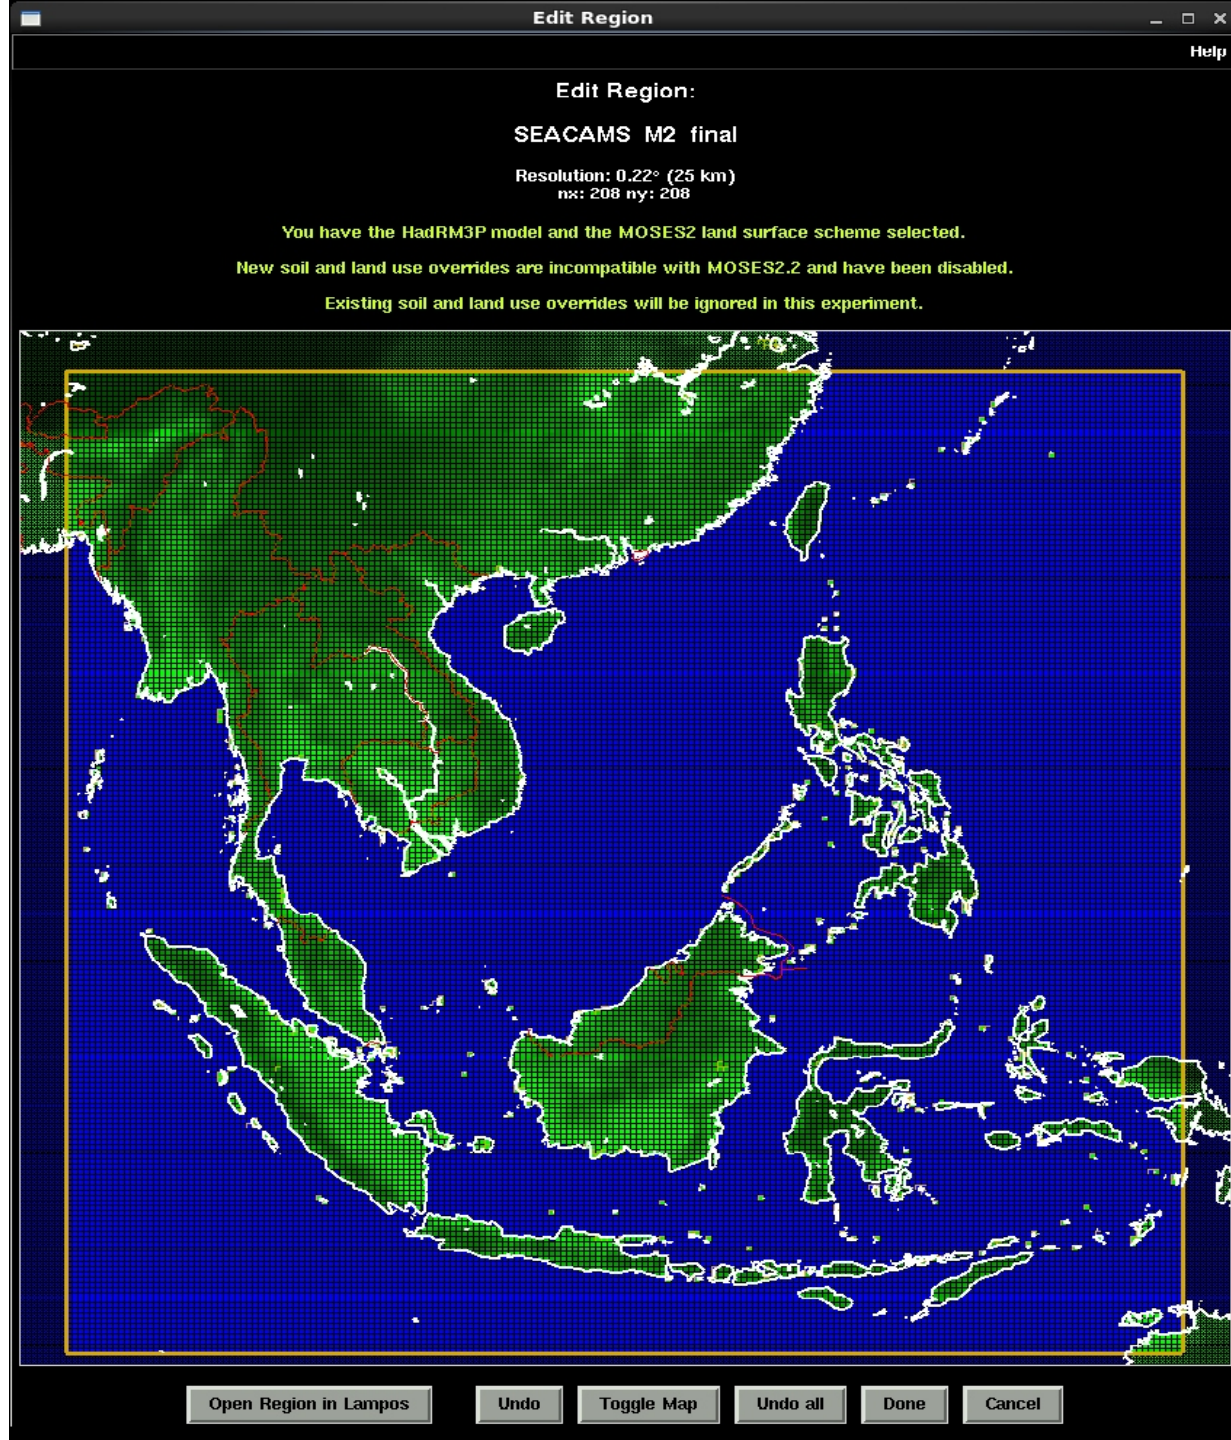 Edit Region
Help
Edit Region:
SEACAMS M2 final
Resolution: 0.22° (25 km)
nx: 208 ny: 208
You have the HadRM3P model and the MOSES2 land surface scheme selected.
New soil and land use overrides are incompatible with MOSES2.2 and have been disabled.
Existing soil and land use overrides will be ignored in this experiment.
Open Region in Lampos
Undo
Toggle Map
Undo all
Done
Cancel